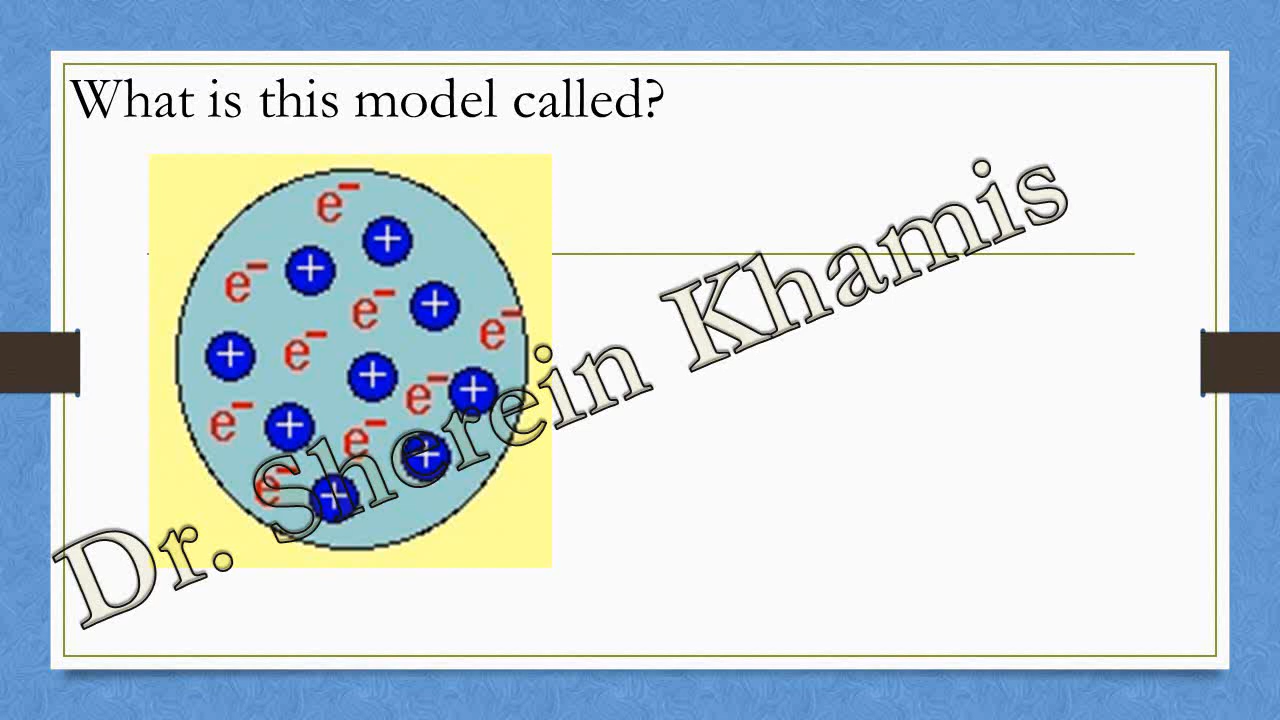 What is this model called?
e⁻
+
+
e⁻
e⁻
+
e⁻
e⁻
+
+
e⁻
+
e⁻
+
e⁻
+
e⁻
+
Dr. Sherein Khamis